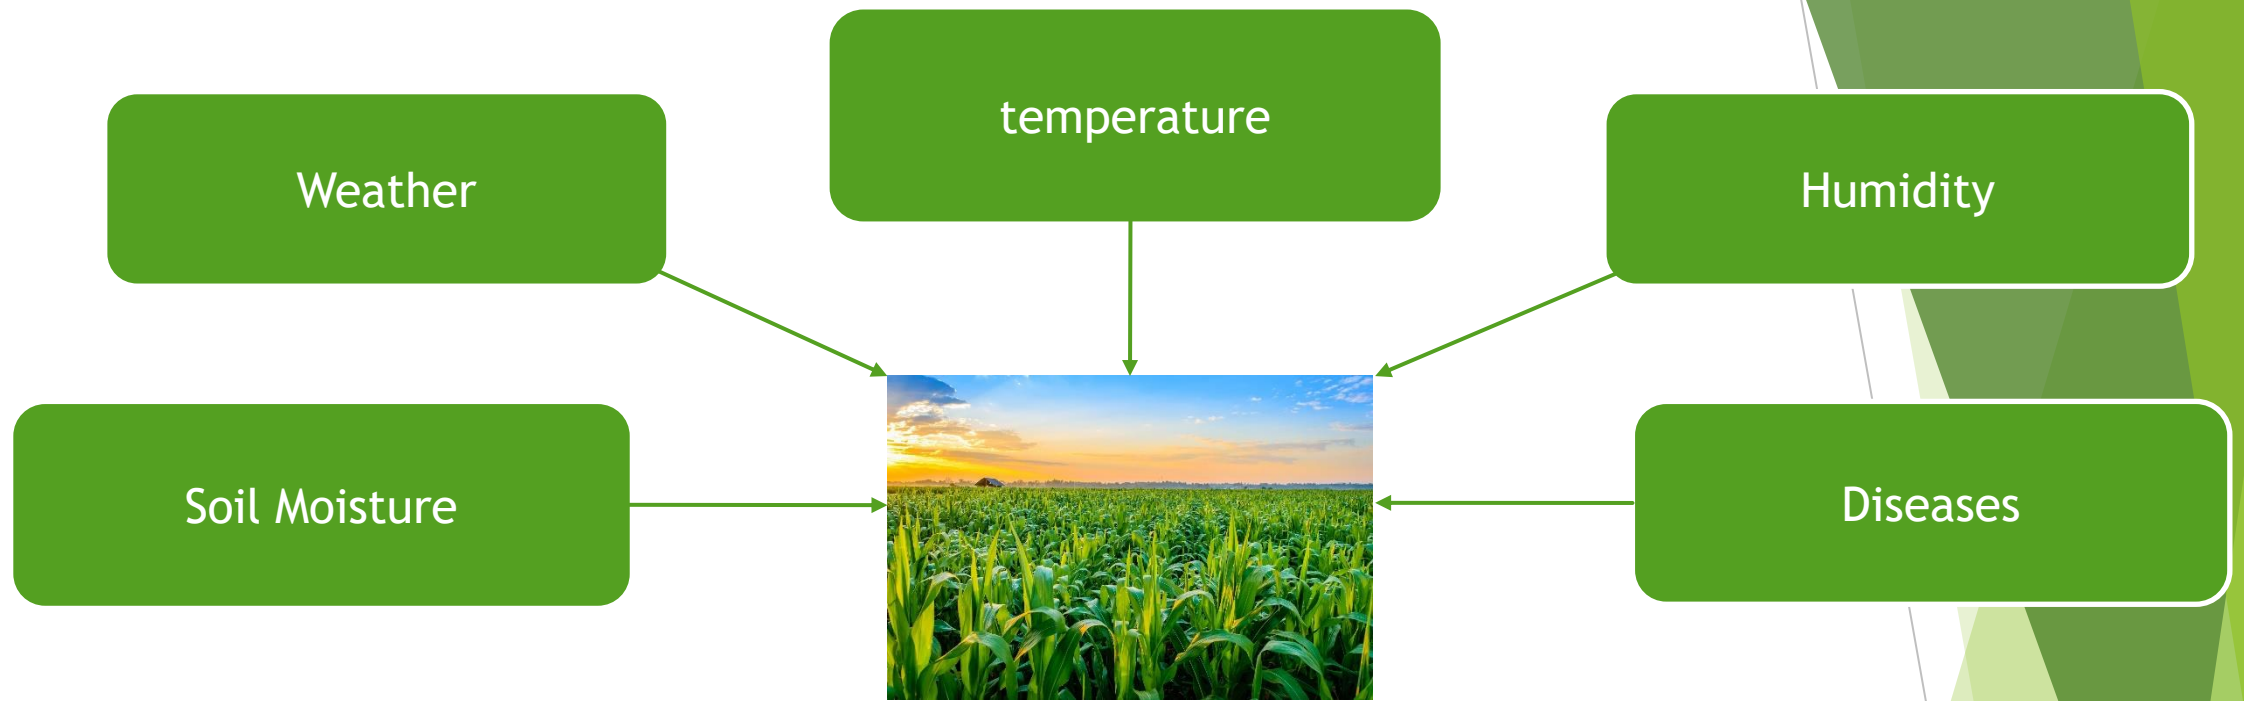 temperature
Weather
Humidity
Soil Moisture
Diseases